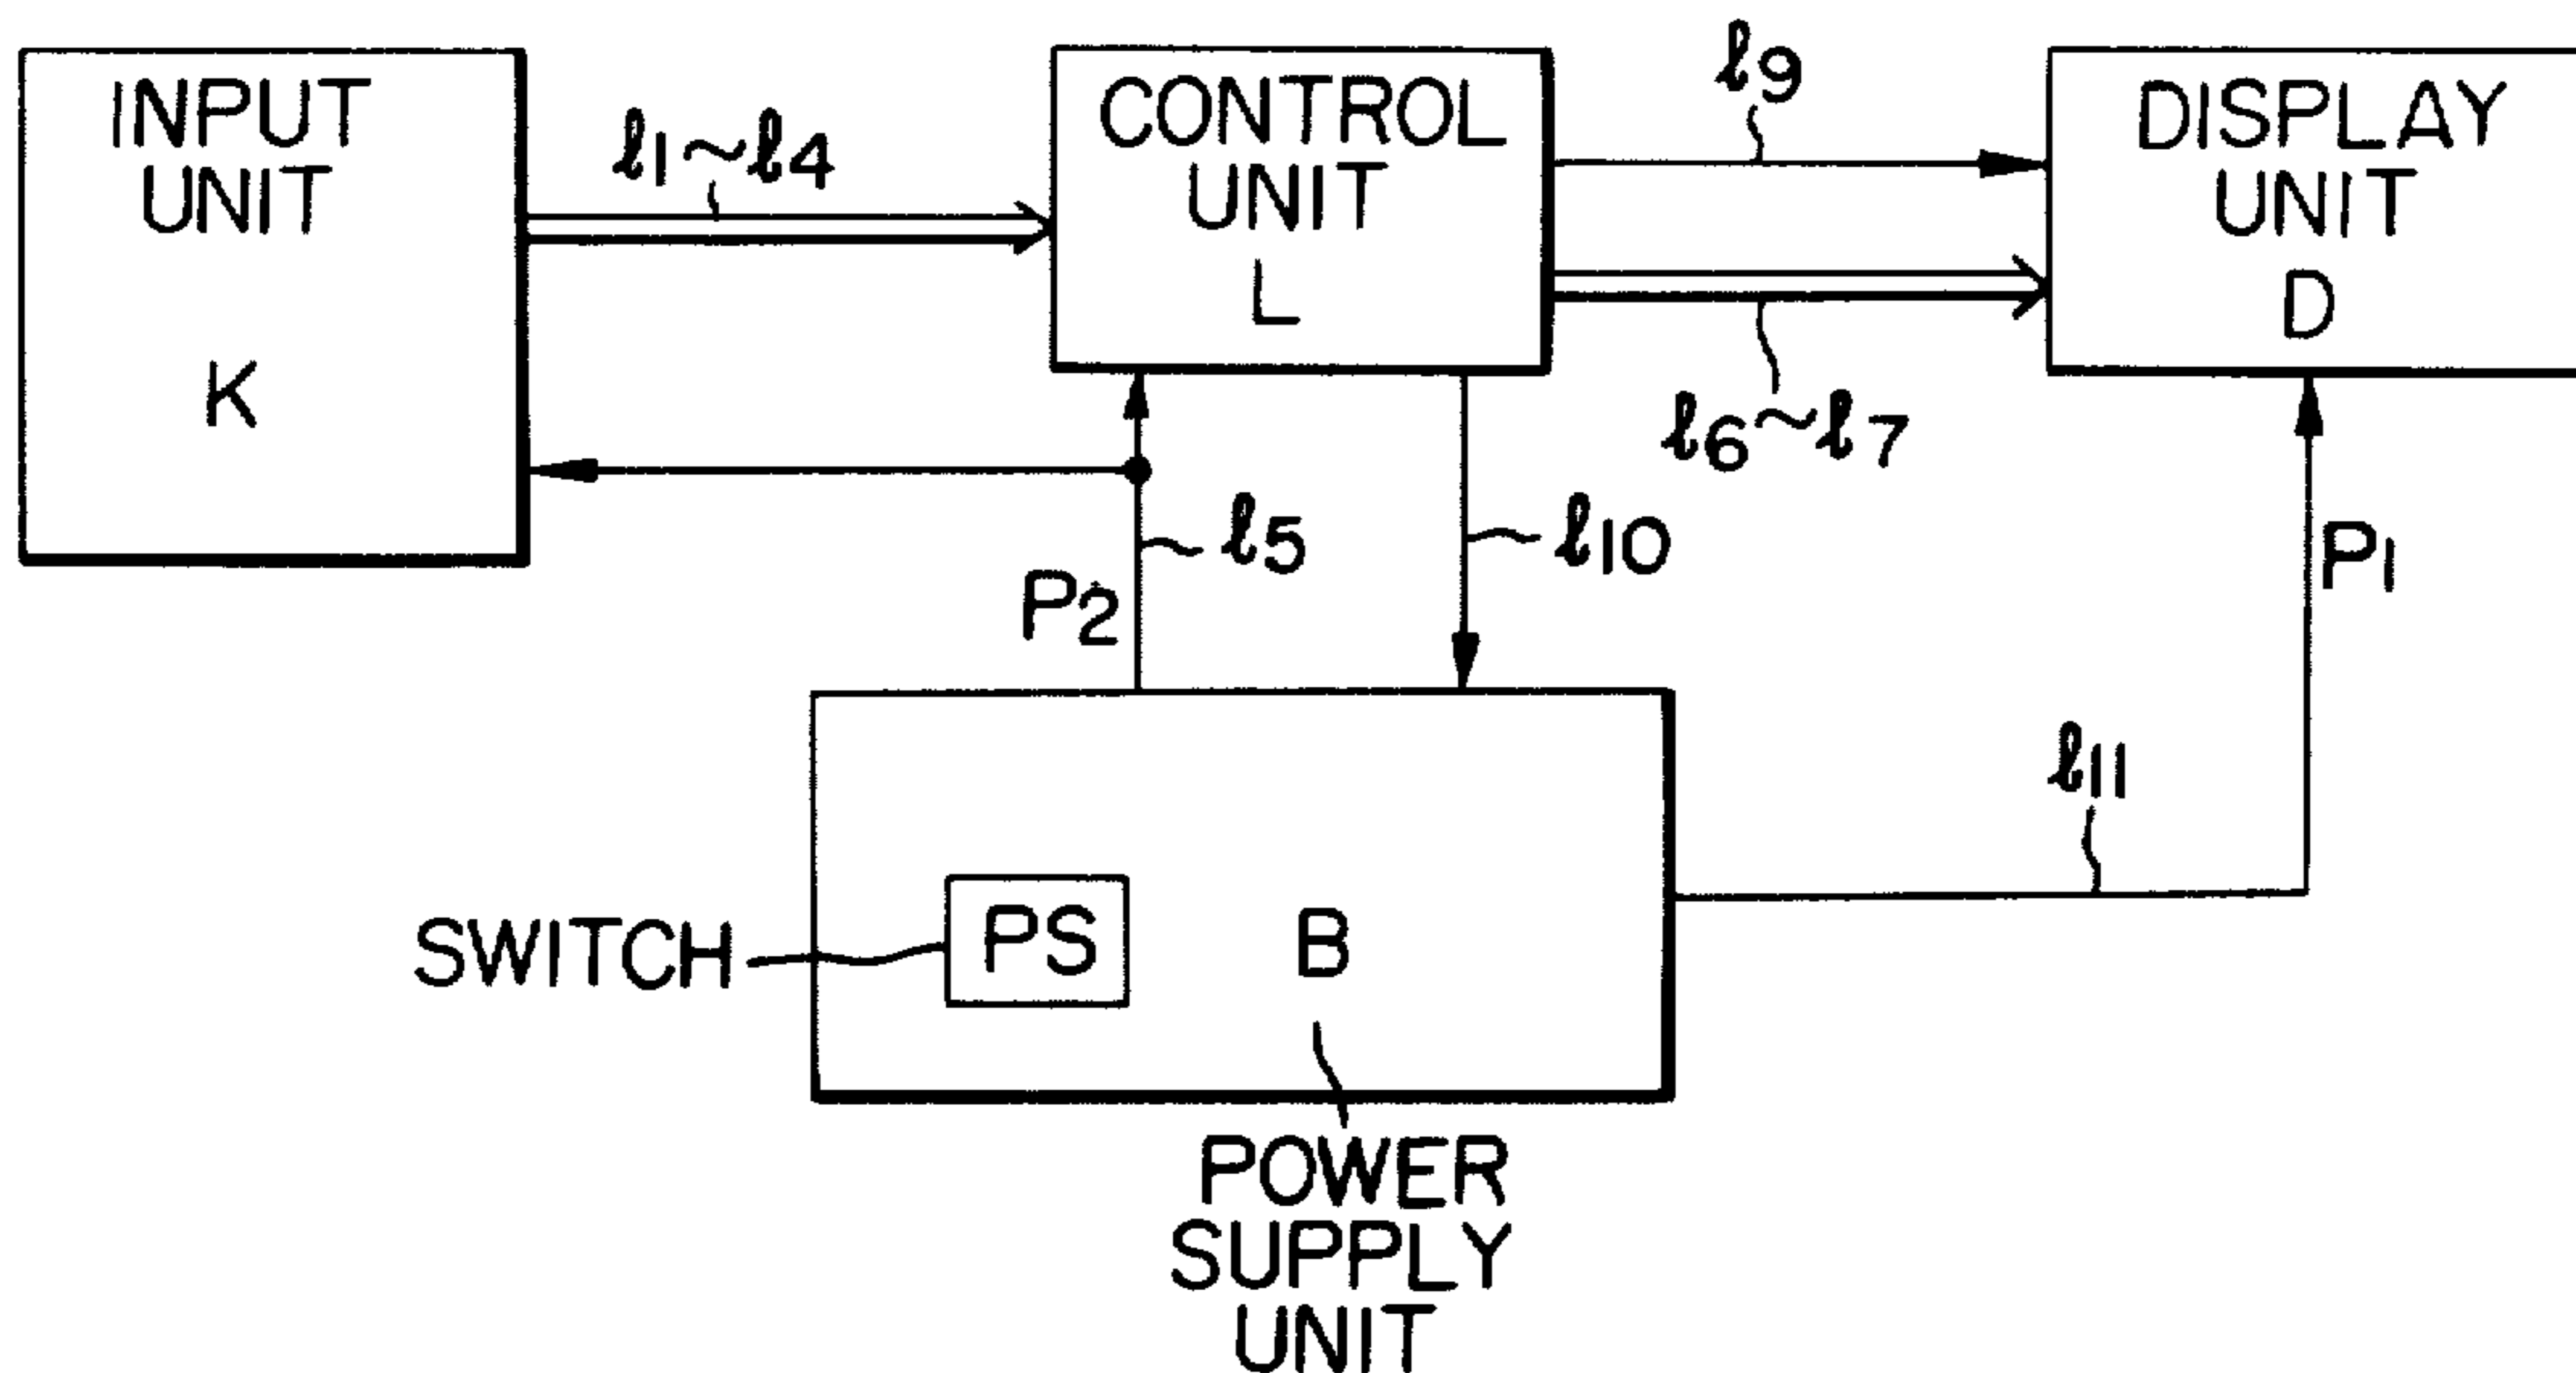 INPUT
UNIT
K
ℓ1~ℓ4
CONTROL
UNIT
L
ℓ9
ℓ6~ℓ7
DISPLAY
UNIT
D
ℓ5
P2
ℓ10
P1
ℓ11
SWITCH
PS
B
POWER
SUPPLY
UNIT